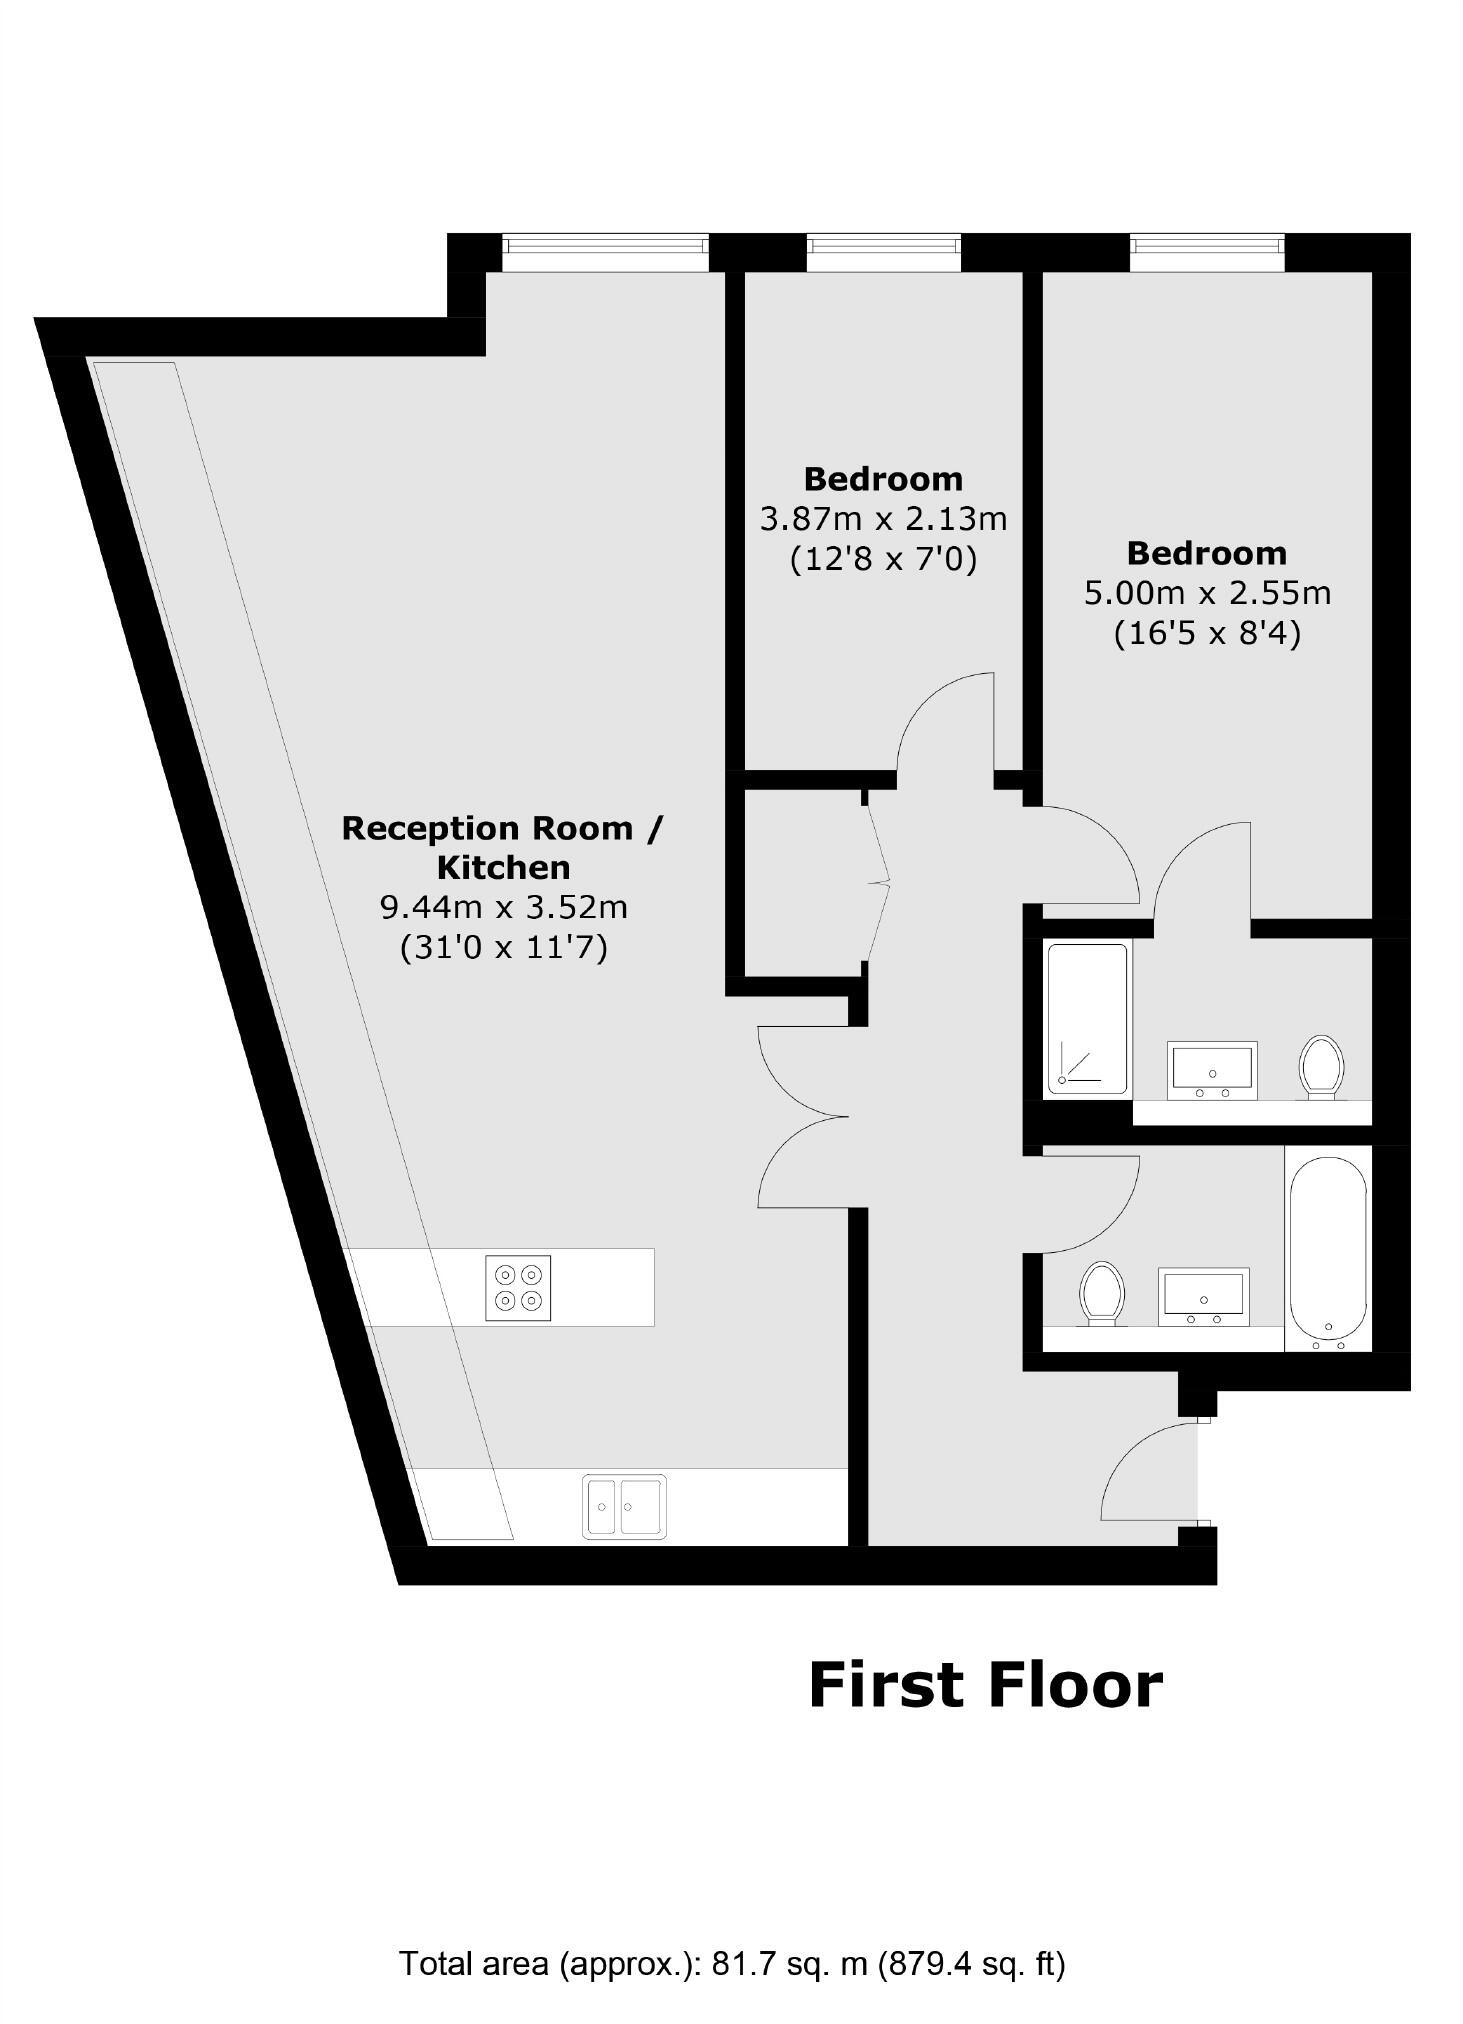 Bedroom
3.87m x 2.13m
(12'8 x 7'0)
Bedroom
5.00m x 2.55m
(16'5 x 8'4)
Reception Room /
Kitchen
9.44m x 3.52m
(31'0 x 11'7)
First Floor
Total area (approx.): 81.7 sq. m (879.4 sq. ft)